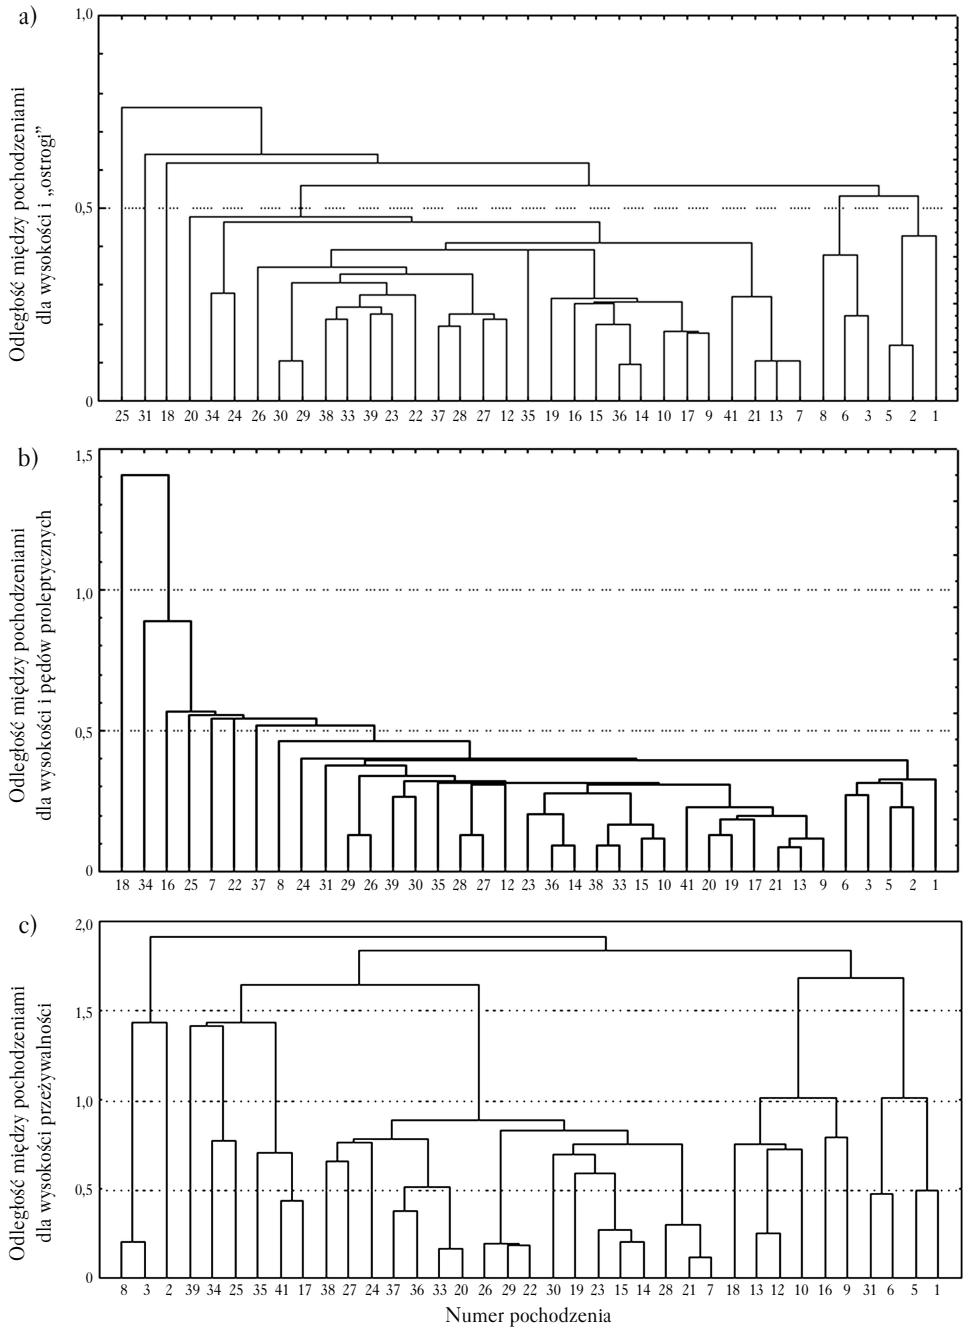 a)
Odległość między pochodzeniami
dla wysokości i „ostrogi”
1,0
0,5
0
25 31 18 20 34 24 26 30 29 38 33 39 23 22 37 28 27 12 35 19 16 15 36 14 10 17 9 41 21 13 7 8 6 3 5 2 1
b)
Odległość między pochodzeniami
dla wysokości i pędów proleptycznych
1,5
1,0
0,5
0
18 34 16 25 7 22 37 8 24 31 29 26 39 30 35 28 27 12 23 36 14 38 33 15 10 41 20 19 17 21 13 9 6 3 5 2 1
c)
Odległość między pochodzeniami
dla wysokości przeżywalności
2,0
1,5
1,0
0,5
0
8 3 2 39 34 25 35 41 17 38 27 24 37 36 33 20 26 29 22 30 19 23 15 14 28 21 7 18 13 12 10 16 9 31 6 5 1
Numer pochodzenia